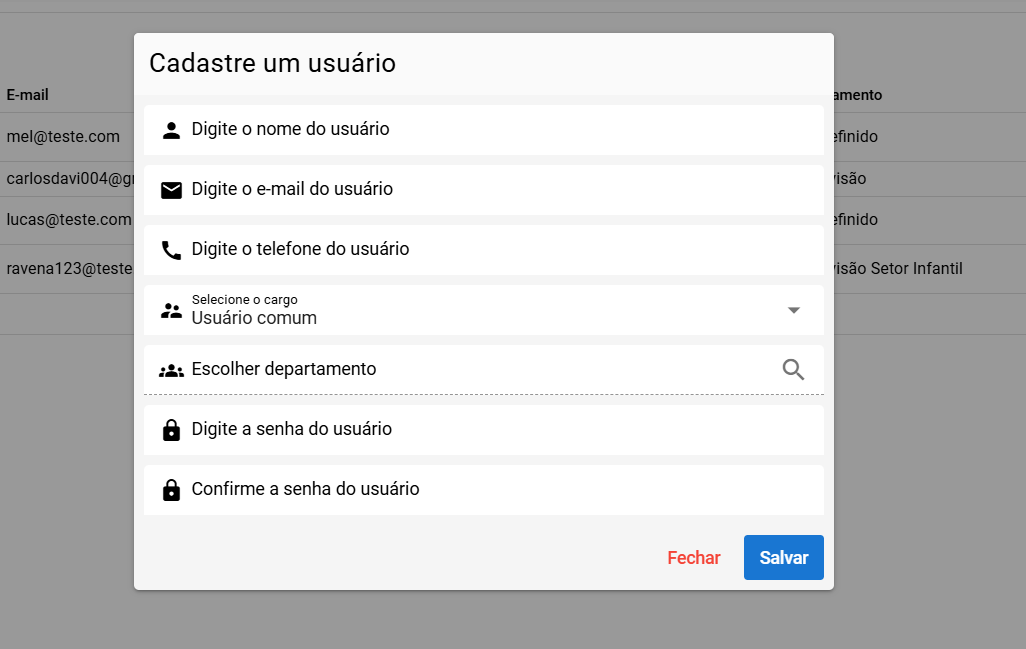 Cadastre um usuário
E-mail
amento
Digite o nome do usuário
mel@teste.com
efinido
carlosdavi004@gr
visão
Digite o e-mail do usuário
lucas@teste.com
efinido
Digite o telefone do usuário
ravena123@teste
visão Setor Infantil
Selecione o cargo
Usuário comum
Escolher departamento
Digite a senha do usuário
Confirme a senha do usuário
Fechar
Salvar